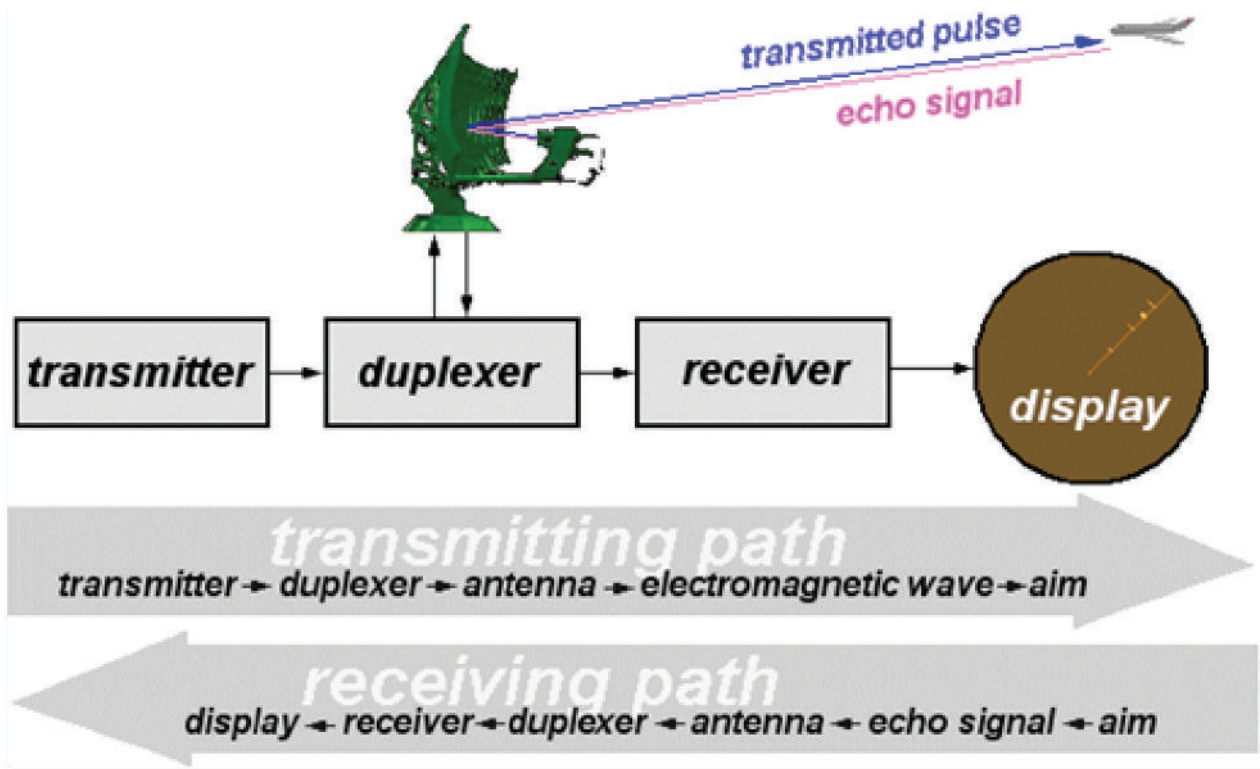 transmitted pulse
echo signal
transmitter
duplexer
receiver
display
transmitting path
transmitter → duplexer → antenna → electromagnetic wave → aim
receiving path
display ← receiver ← duplexer ← antenna ← echo signal ← aim